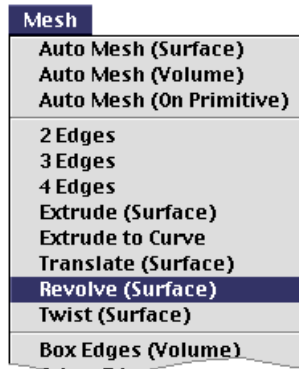 Mesh
Auto Mesh (Surface)
Auto Mesh (Volume)
Auto Mesh (On Primitive)
2 Edges
3 Edges
4 Edges
Extrude (Surface)
Extrude to Curve
Translate (Surface)
Revolve (Surface)
Twist (Surface)
Box Edges (Volume)